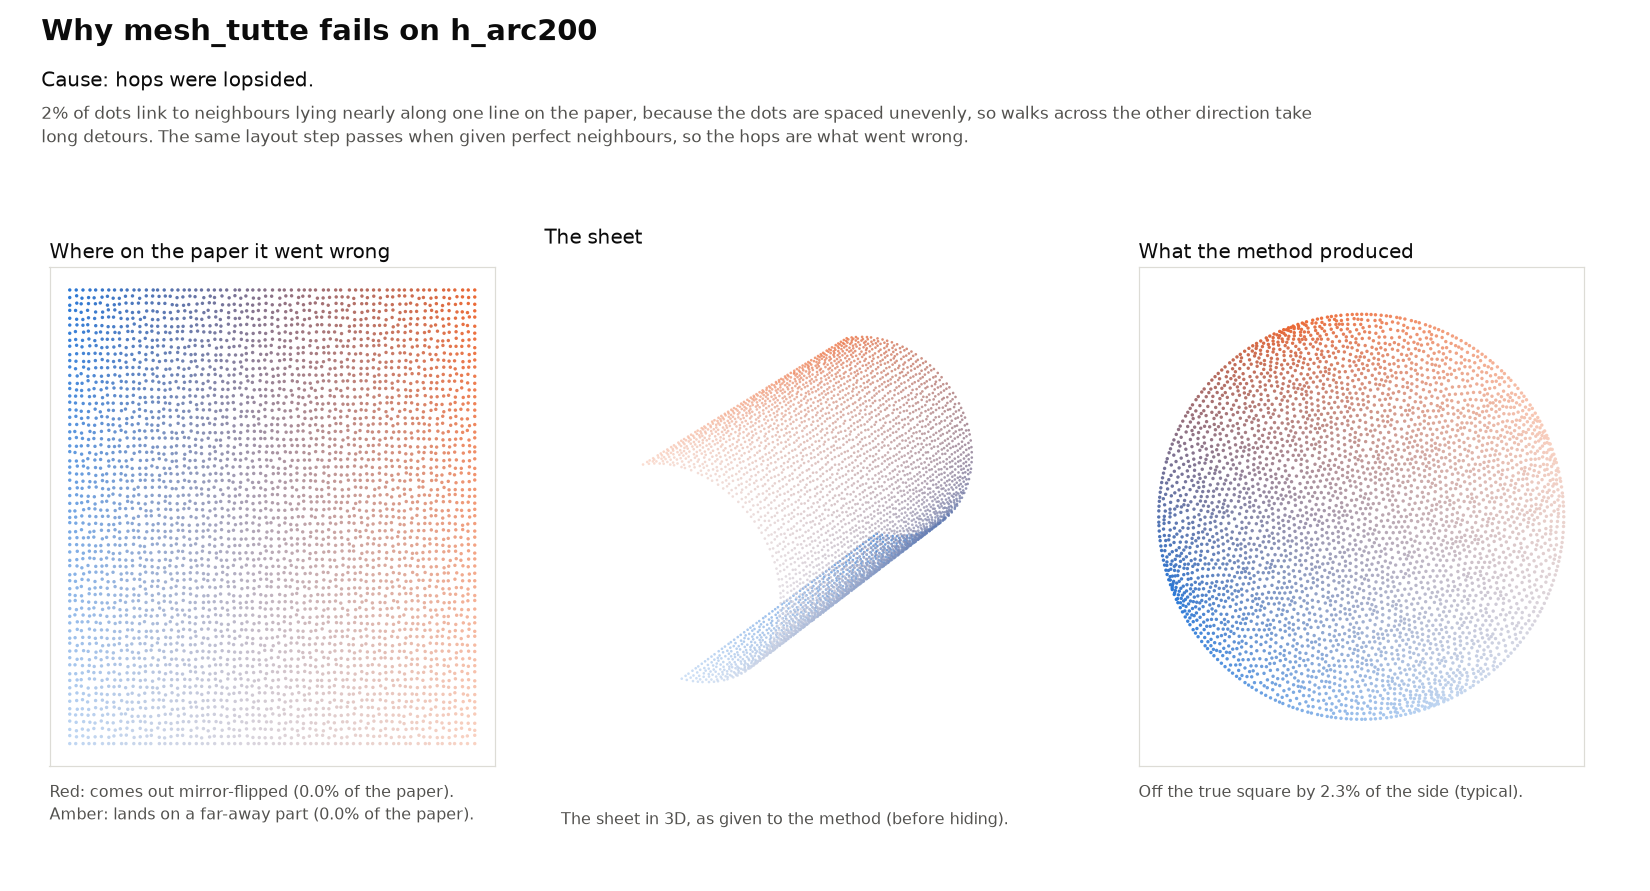 Why mesh_tutte fails on h_arc200
Cause: hops were lopsided.
2% of dots link to neighbours lying nearly along one line on the paper, because the dots are spaced unevenly, so walks across the other direction take
long detours. The same layout step passes when given perfect neighbours, so the hops are what went wrong.
Where on the paper it went wrong
The sheet
What the method produced
Red: comes out mirror-flipped (0.0% of the paper).
Amber: lands on a far-away part (0.0% of the paper).
The sheet in 3D, as given to the method (before hiding).
Off the true square by 2.3% of the side (typical).